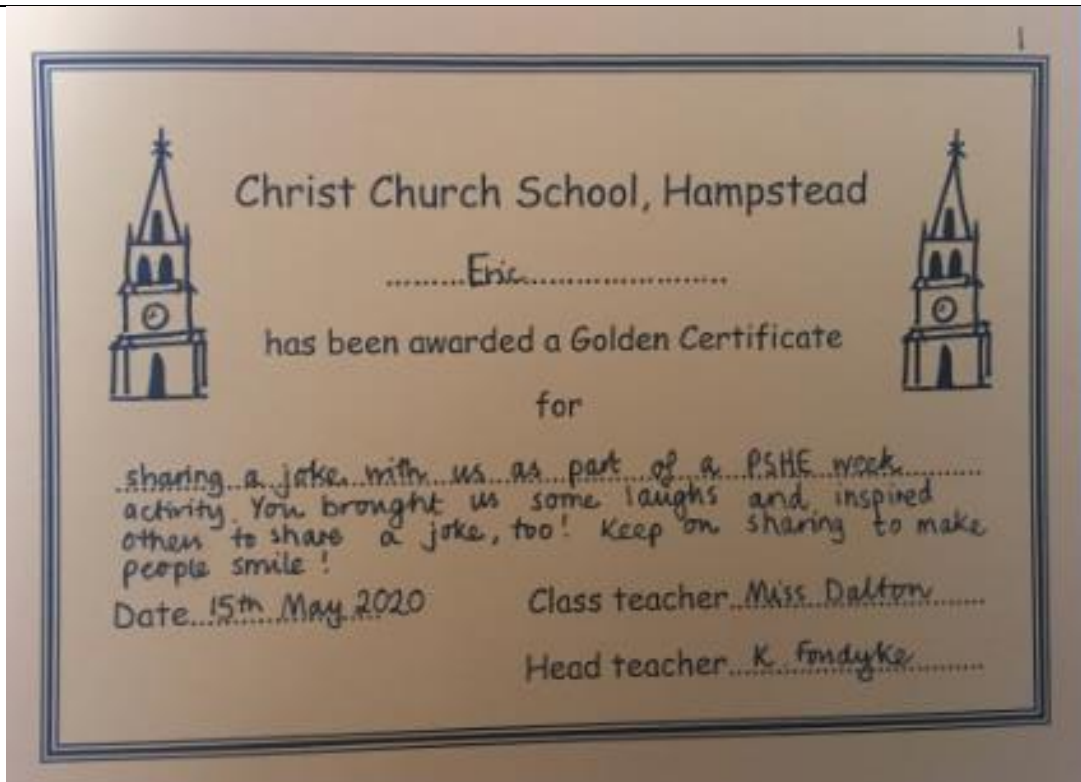 Christ Church School, Hampstead
........Eric........................
has been awarded a Golden Certificate
for
sharing a joke with us as part of a PSHE week
activity. You brought us some laughs and inspired
others to share a joke, too! Keep on sharing to make
people smile!
Date 15th May 2020 Class teacher Miss Dalton
Head teacher K Fondyke